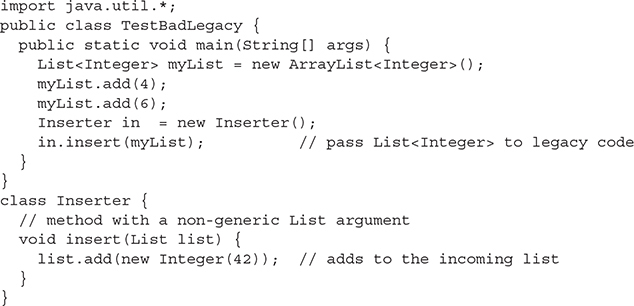 import java.util.*;
public class TestBadLegacy {
  public static void main(String[] args) {
    List<Integer> myList = new ArrayList<Integer>();
    myList.add(4);
    myList.add(6);
    Inserter in  = new Inserter();
    in.insert(myList);         // pass List<Integer> to legacy code
  }
}
class Inserter {
  // method with a non-generic List argument
  void insert(List list) {
    list.add(new Integer(42));  // adds to the incoming list
  }
}